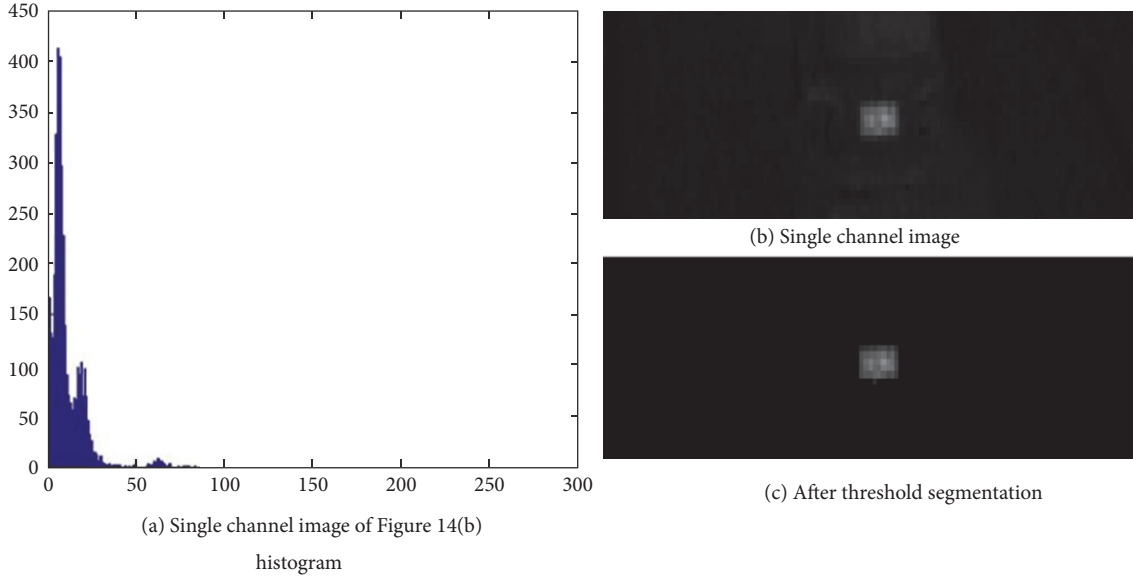 450
400
350
300
250
200
150
100
50
0
0 50 100 150 200 250 300
(a) Single channel image of Figure 14(b)
histogram
(b) Single channel image
(c) After threshold segmentation